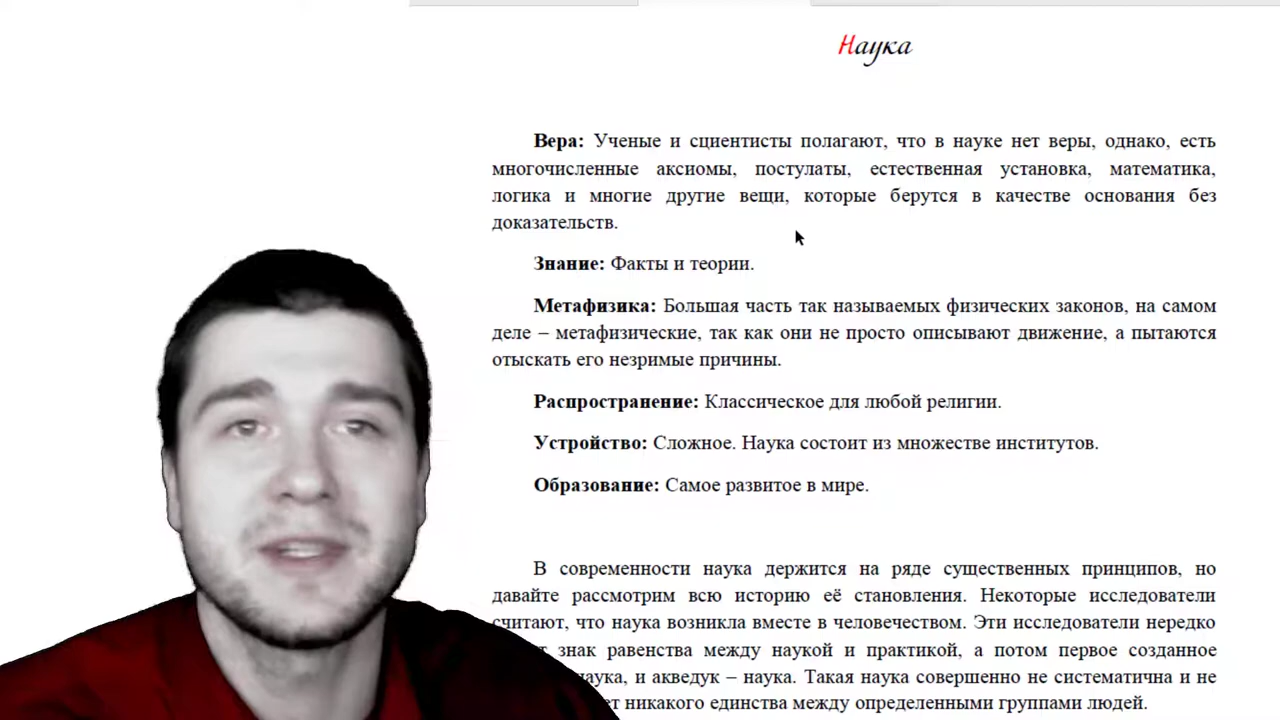 Наука
Вера: Ученые и сциентисты полагают, что в науке нет веры, однако, есть
многочисленные аксиомы, постулаты, естественная установка, математика,
логика и многие другие вещи, которые берутся в качестве основания без
доказательств.
Знание: Факты и теории.
Метафизика: Большая часть так называемых физических законов, на самом
деле – метафизические, так как они не просто описывают движение, а пытаются
отыскать его незримые причины.
Распространение: Классическое для любой религии.
Устройство: Сложное. Наука состоит из множестве институтов.
Образование: Самое развитое в мире.
В современности наука держится на ряде существенных принципов, но
давайте рассмотрим всю историю её становления. Некоторые исследователи
считают, что наука возникла вместе в человечеством. Эти исследователи нередко
знак равенства между наукой и практикой, а потом первое созданное
наука, и акведук – наука. Такая наука совершенно не систематична и не
никакого единства между определенными группами людей.